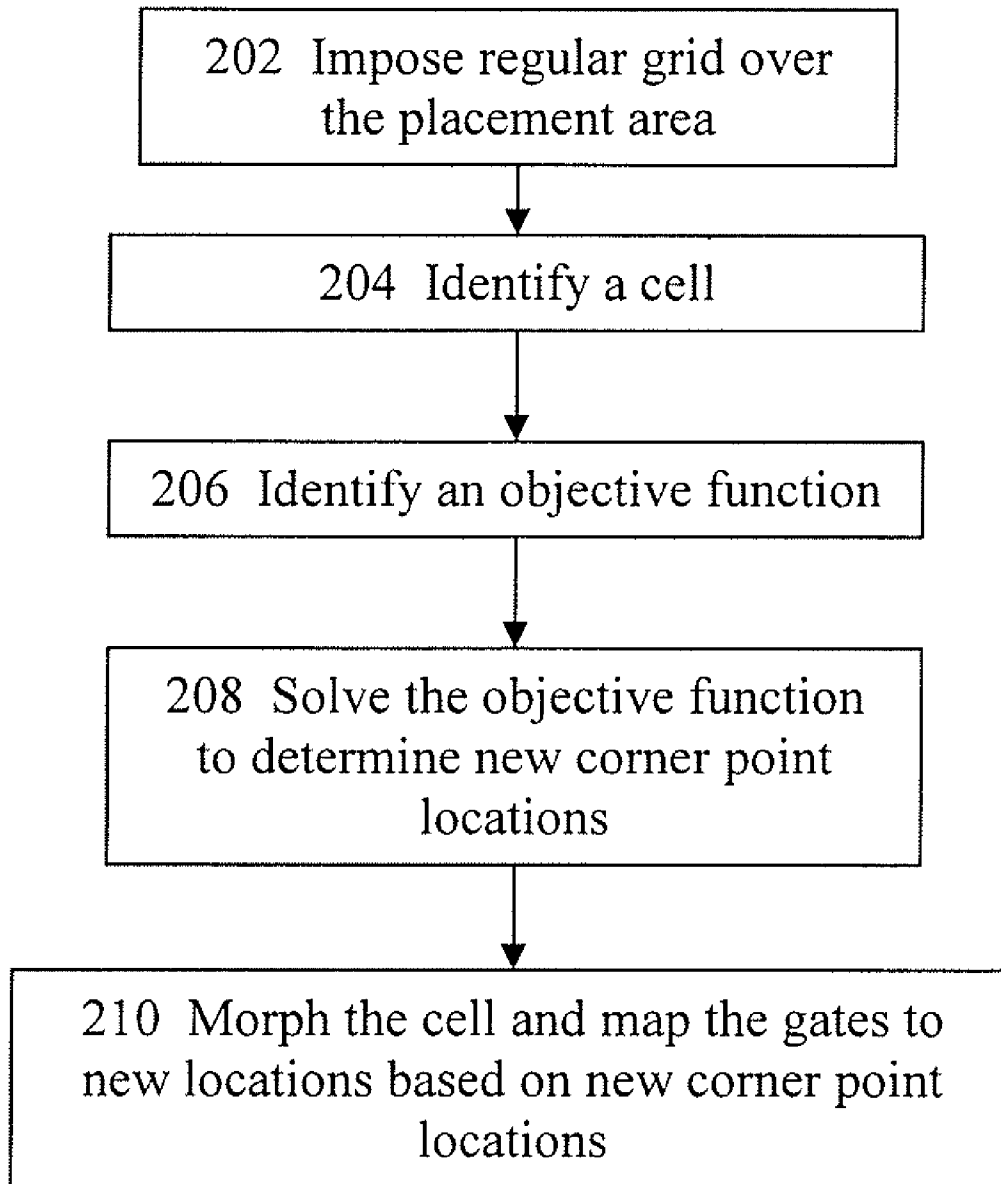 202 Impose regular grid over
the placement area
204 Identify a cell
206 Identify an objective function
208 Solve the objective function
to determine new corner point
locations
210 Morph the cell and map the gates to
new locations based on new corner point
locations